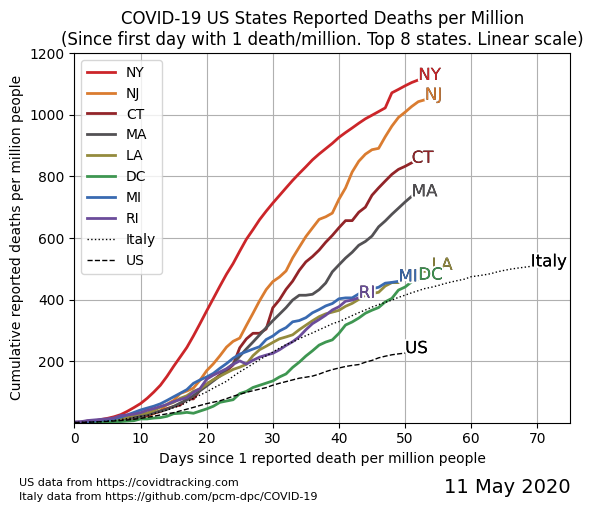 COVID-19 US States Reported Deaths per Million
(Since first day with 1 death/million. Top 8 states. Linear scale)
Cumulative reported deaths per million people
1200
1000
800
600
400
200
NY
NJ
CT
MA
LA
DC
MI
RI
Italy
US
NY
NJ
CT
MA
LA
Italy
MI
DC
RI
US
0 10 20 30 40 50 60 70
Days since 1 reported death per million people
US data from https://covidtracking.com
Italy data from https://github.com/pcm-dpc/COVID-19
11 May 2020